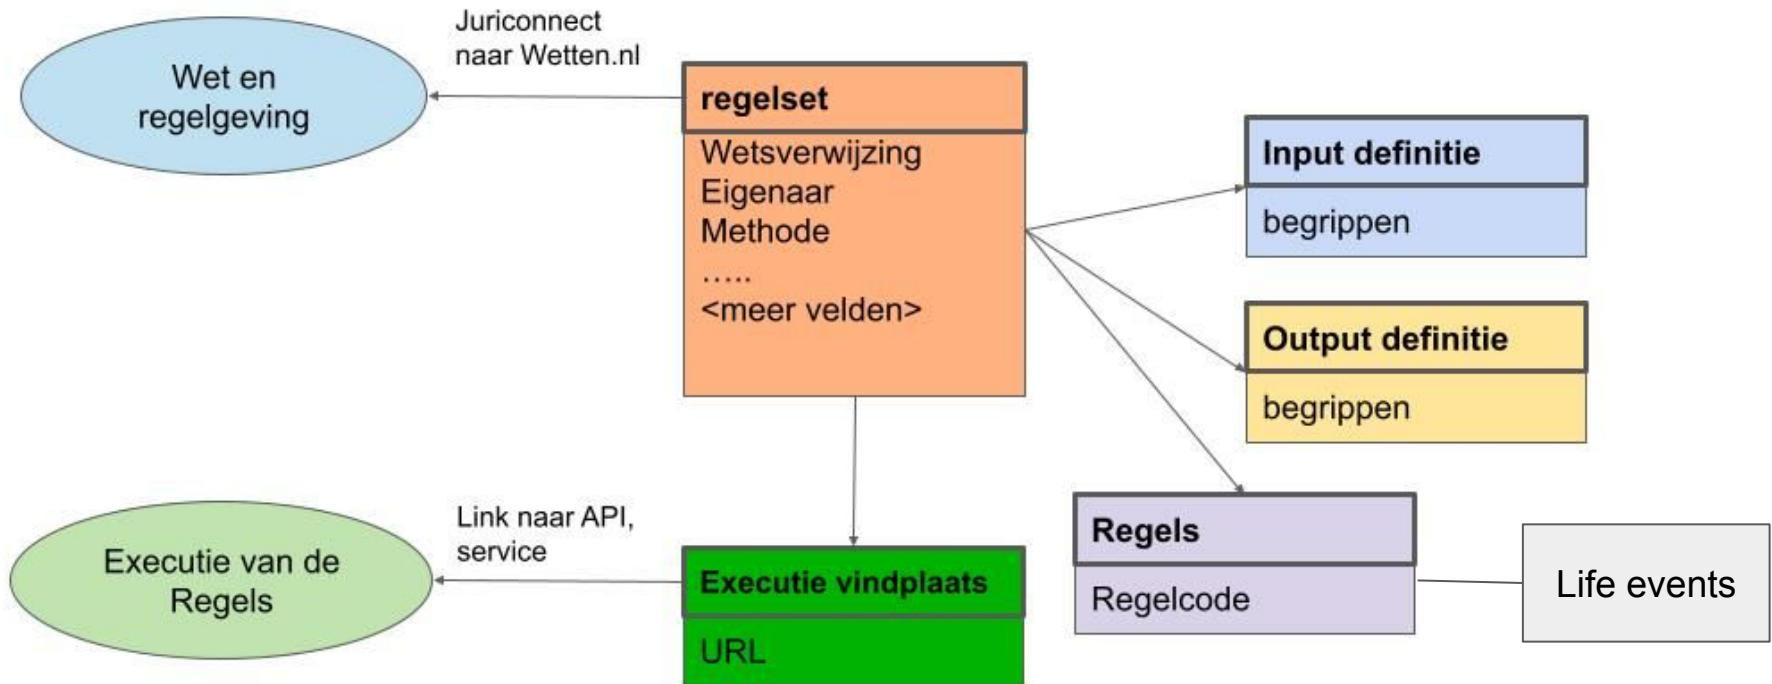 Juriconnect
naar Wetten.nl
Wet en
regelgeving
regelset
Wetsverwijzing
Eigenaar
Methode
.....
<meer velden>
Input definitie
begrippen
Output definitie
begrippen
Link naar API,
service
Executie van de
Regels
Executie vindplaats
URL
Regels
Regelcode
Life events